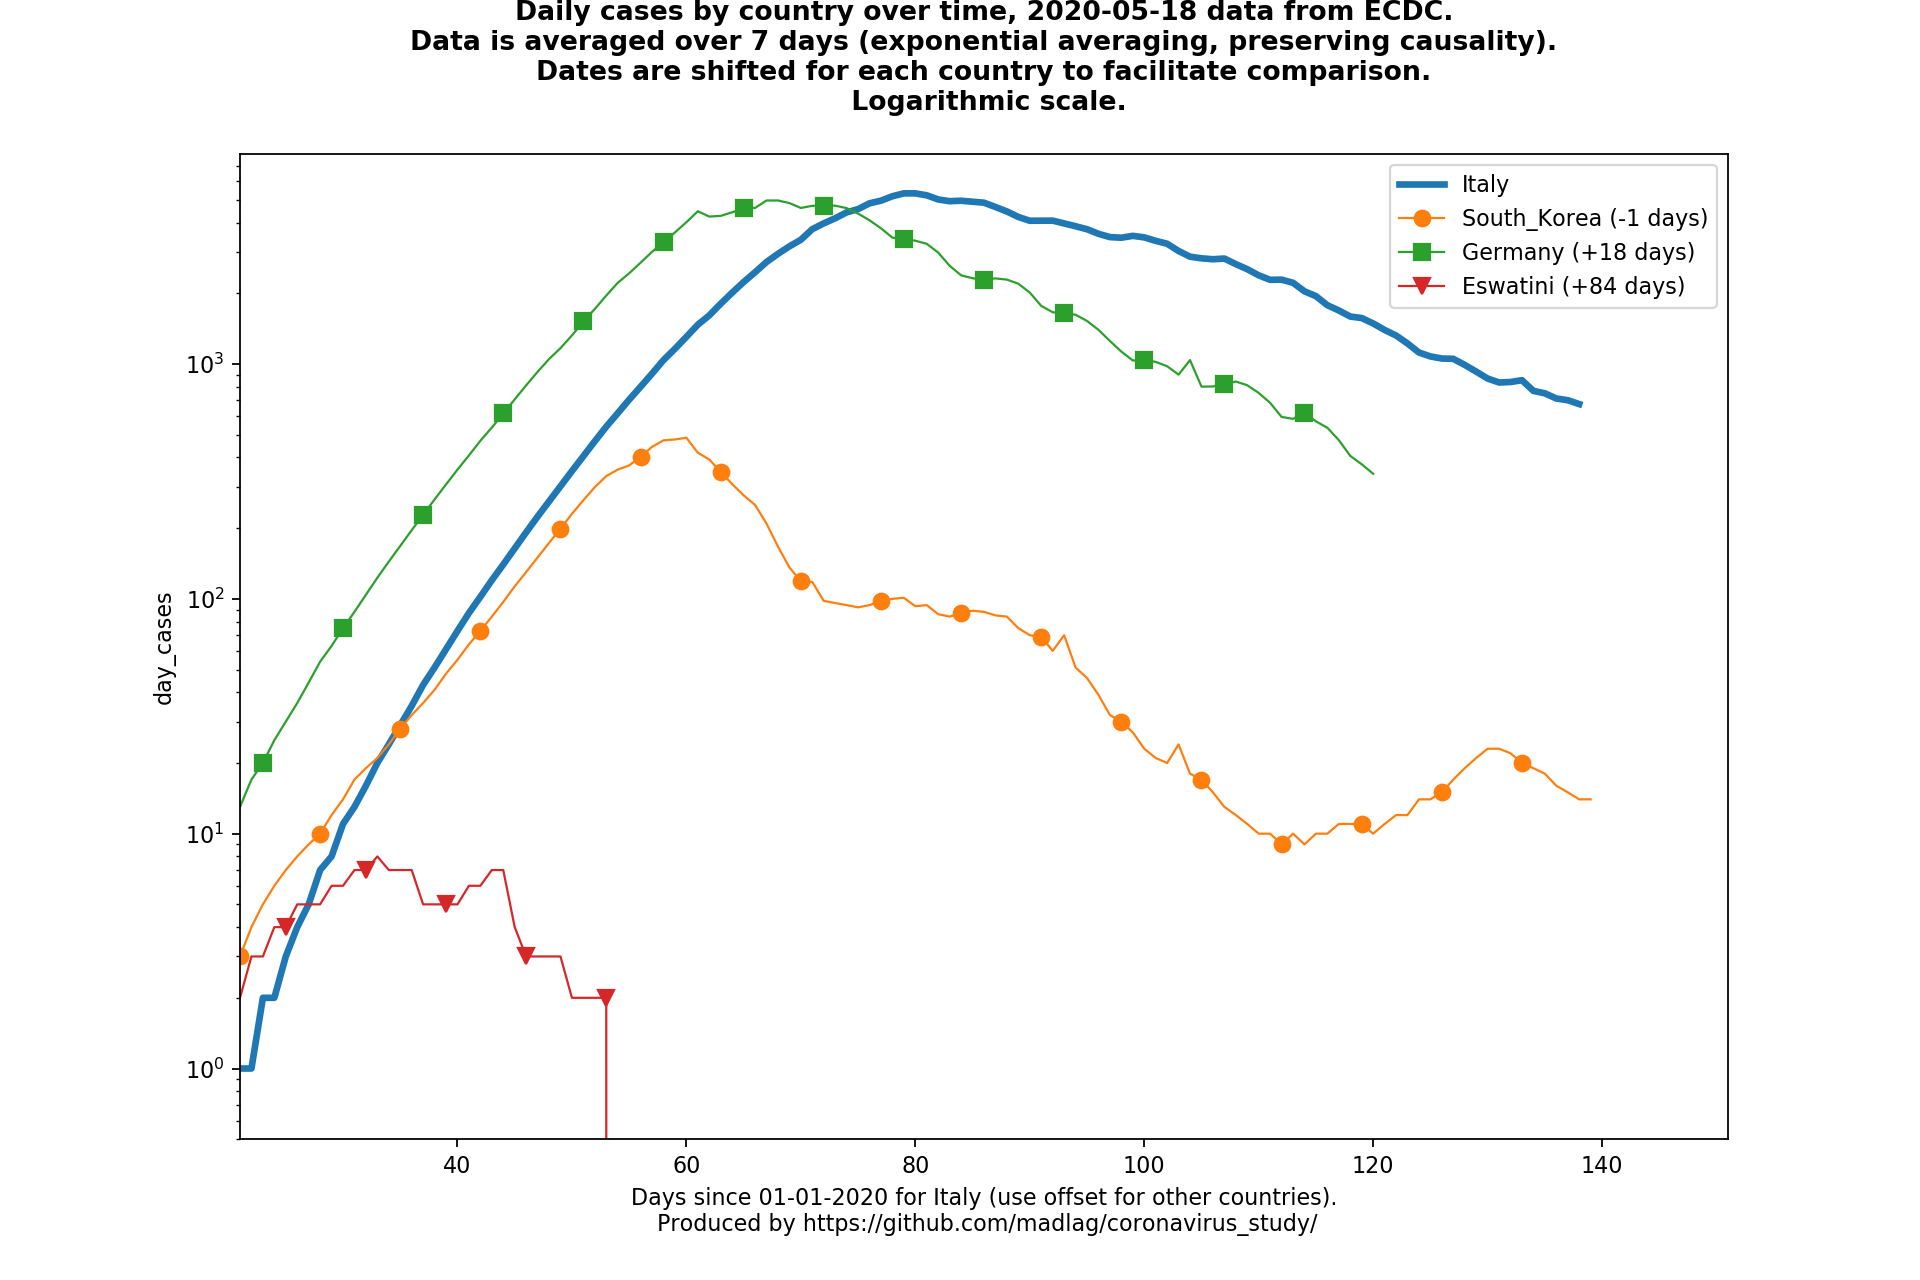 Daily cases by country over time, 2020-05-18 data from ECDC.
Data is averaged over 7 days (exponential averaging, preserving causality).
Dates are shifted for each country to facilitate comparison.
Logarithmic scale.
Italy
South_Korea (-1 days)
Germany (+18 days)
Eswatini (+84 days)
10³
10²
10¹
10⁰
day_cases
40 60 80 100 120 140
Days since 01-01-2020 for Italy (use offset for other countries).
Produced by https://github.com/madlag/coronavirus_study/